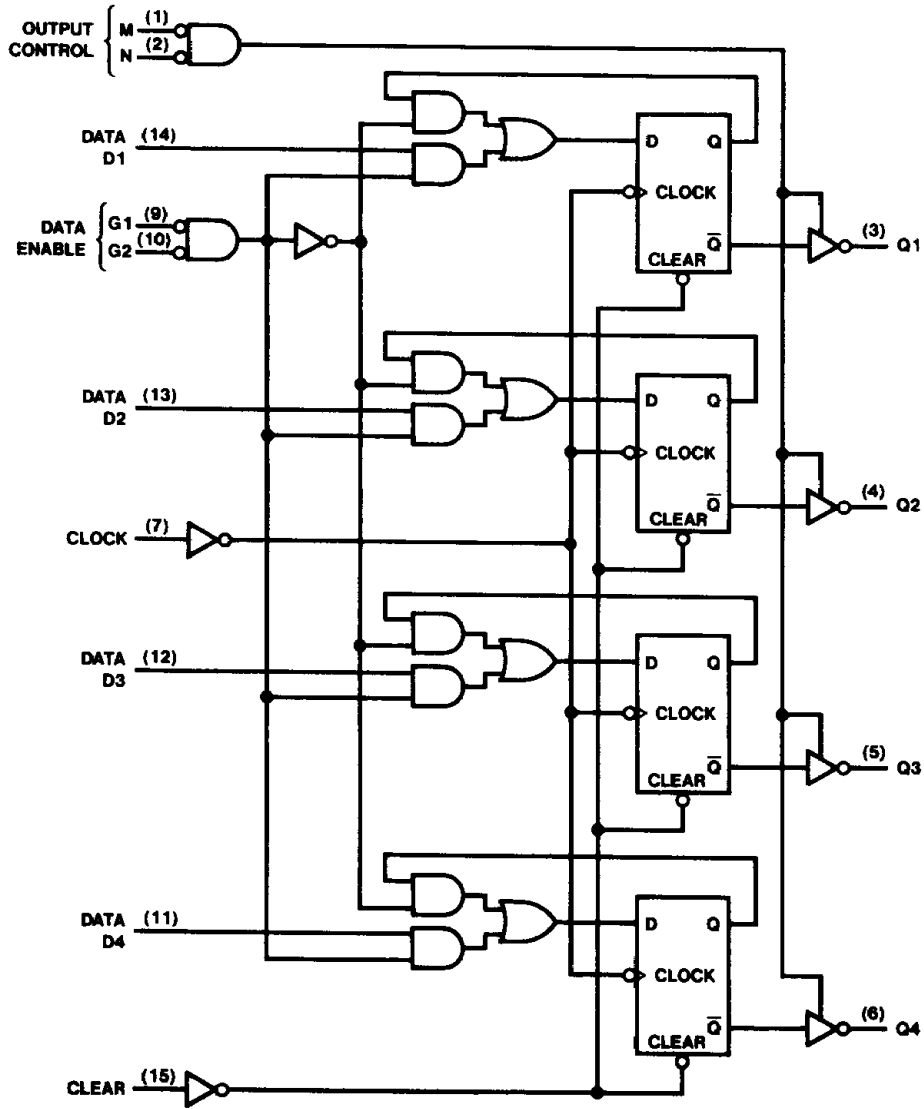 OUTPUT CONTROL
M (1)
N (2)
DATA D1 (14)
D Q
CLOCK
Q̅
CLEAR
(3) Q1
DATA ENABLE
G1 (9)
G2 (10)
DATA D2 (13)
D Q
CLOCK
Q̅
CLEAR
(4) Q2
CLOCK (7)
DATA D3 (12)
D Q
CLOCK
Q̅
CLEAR
(5) Q3
DATA D4 (11)
D Q
CLOCK
Q̅
CLEAR
(6) Q4
CLEAR (15)